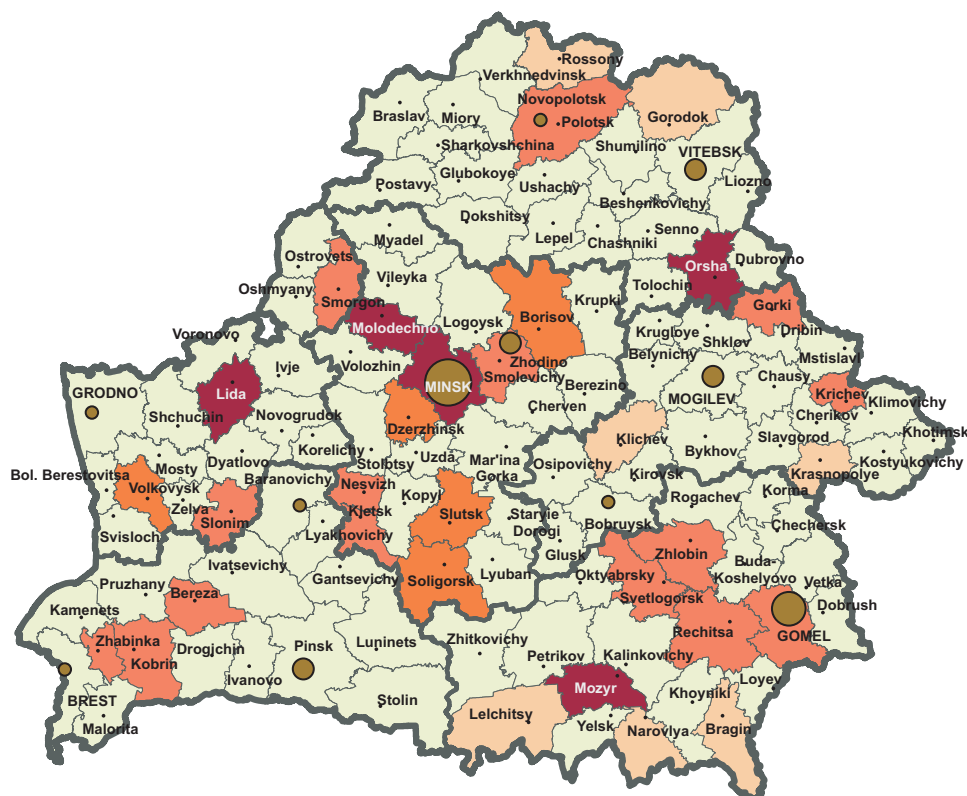 Rossony
Verkhnedvinsk
Novopolotsk
Braslav
Miory
Polotsk
Gorodok
Sharkovshchina
Shumilino
VITEBSK
Glubokoye
Liozno
Postavy
Ushachy
Beshenkovichy
Dokshitsy
Lepel
Chashniki
Senno
Myadel
Ostrovets
Orsha
Dubrovno
Vileyka
Oshmyany
Tolochin
Smorgon
Krupki
Gorki
Logoysk
Borisov
Molodechno
Krugloye
Shklov
Dribin
Voronovo
Mstislavl
Volozhin
Zhodino
Belynichy
Ivje
Smolevichy
MINSK
Berezino
Chausy
GRODNO
Lida
Krichev
Klimovichy
MOGILEV
Shchuchin
Novogrudok
Cherven
Cherikov
Dzerzhinsk
Khotimsk
Klichev
Slavgorod
Korelichy
Bykhov
Uzda
Kostyukovichy
Dyatlovo
Stolbtsy
Mar'ina
Gorka
Osipovichy
Mosty
Bol. Berestovitsa
Baranovichy
Kirovsk
Krasnopolye
Nesvizh
Volkovysk
Kopyl
Korma
Zelva
Rogachev
Kletsk
Staryie
Dorogi
Slonim
Slutsk
Bobruysk
Chechersk
Lyakhovichy
Svisloch
Zhlobin
Glusk
Buda-
Koshelyovo
Ivatsevichy
Oktyabrsky
Gantsevichy
Soligorsk
Lyuban
Pruzhany
Vetka
Bereza
Svetlogorsk
Dobrush
Kamenets
Rechitsa
GOMEL
Zhabinka
Drogjchin
Pinsk
Luninets
Zhitkovichy
Kobrin
Petrikov
Kalinkovichy
Ivanovo
Loyev
Mozyr
Khoyniki
BREST
Stolin
Lelchitsy
Yelsk
Malorita
Narovlya
Bragin